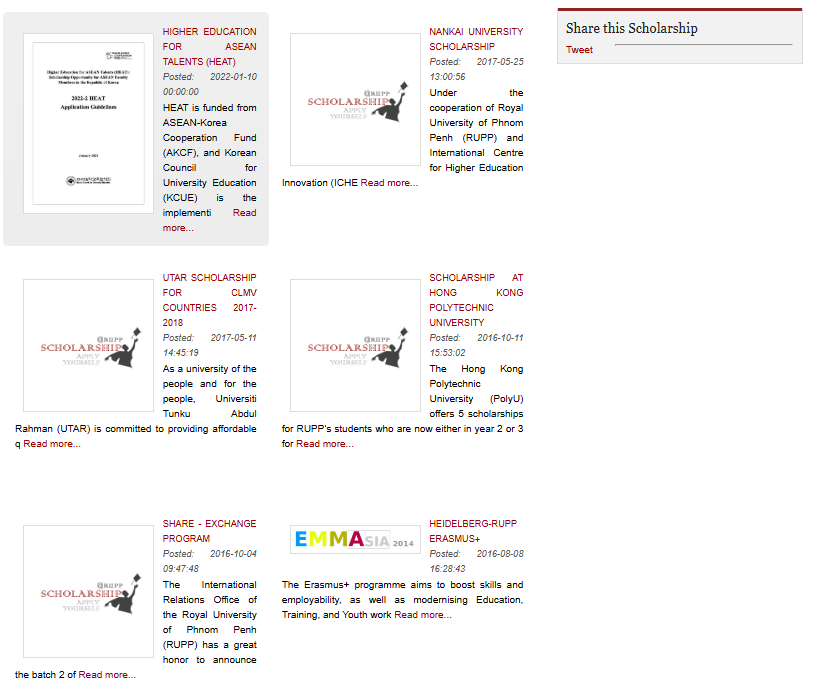 Higher Education for ASEAN Talents (HEAT):
Scholarship Opportunity for ASEAN Faculty
Members in the Republic of Korea
2022-2 HEAT
Application Guidelines
January 2022
HIGHER EDUCATION
FOR ASEAN
TALENTS (HEAT)
Posted: 2022-01-10
00:00:00
HEAT is funded from
ASEAN-Korea
Cooperation Fund
(AKCF), and Korean
Council for
University Education
(KCUE) is the
implementi Read
more...
@RUPP
SCHOLARSHIP
APPLY
YOURSELF
NANKAI UNIVERSITY
SCHOLARSHIP
Posted: 2017-05-25
13:00:56
Under the
cooperation of Royal
University of Phnom
Penh (RUPP) and
International Centre
for Higher Education
Innovation (ICHE Read more...
Share this Scholarship
Tweet
@RUPP
SCHOLARSHIP
APPLY
YOURSELF
UTAR SCHOLARSHIP
FOR CLMV
COUNTRIES 2017-
2018
Posted: 2017-05-11
14:45:19
As a university of the
people and for the
people, Universiti
Tunku Abdul
Rahman (UTAR) is committed to providing affordable
q Read more...
@RUPP
SCHOLARSHIP
APPLY
YOURSELF
SCHOLARSHIP AT
HONG KONG
POLYTECHNIC
UNIVERSITY
Posted: 2016-10-11
15:53:02
The Hong Kong
Polytechnic
University (PolyU)
offers 5 scholarships
for RUPP's students who are now either in year 2 or 3
for Read more...
@RUPP
SCHOLARSHIP
APPLY
YOURSELF
SHARE - EXCHANGE
PROGRAM
Posted: 2016-10-04
09:47:48
The International
Relations Office of
the Royal University
of Phnom Penh
(RUPP) has a great
honor to announce
the batch 2 of Read more...
EMMASIA 2014
HEIDELBERG-RUPP
ERASMUS+
Posted: 2016-08-08
16:28:43
The Erasmus+ programme aims to boost skills and
employability, as well as modernising Education,
Training, and Youth work Read more...